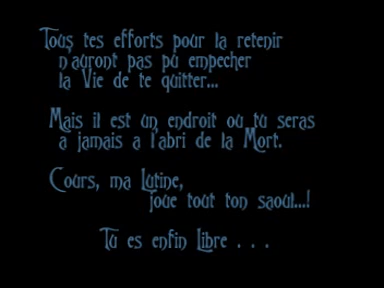 Tous tes efforts pour la retenir
n'auront pas pu empecher
la Vie de te quitter...
Mais il est un endroit ou tu seras
a jamais a l'abri de la Mort.
Cours, ma Lutine,
joue tout ton saoul...!
Tu es enfin Libre . . .